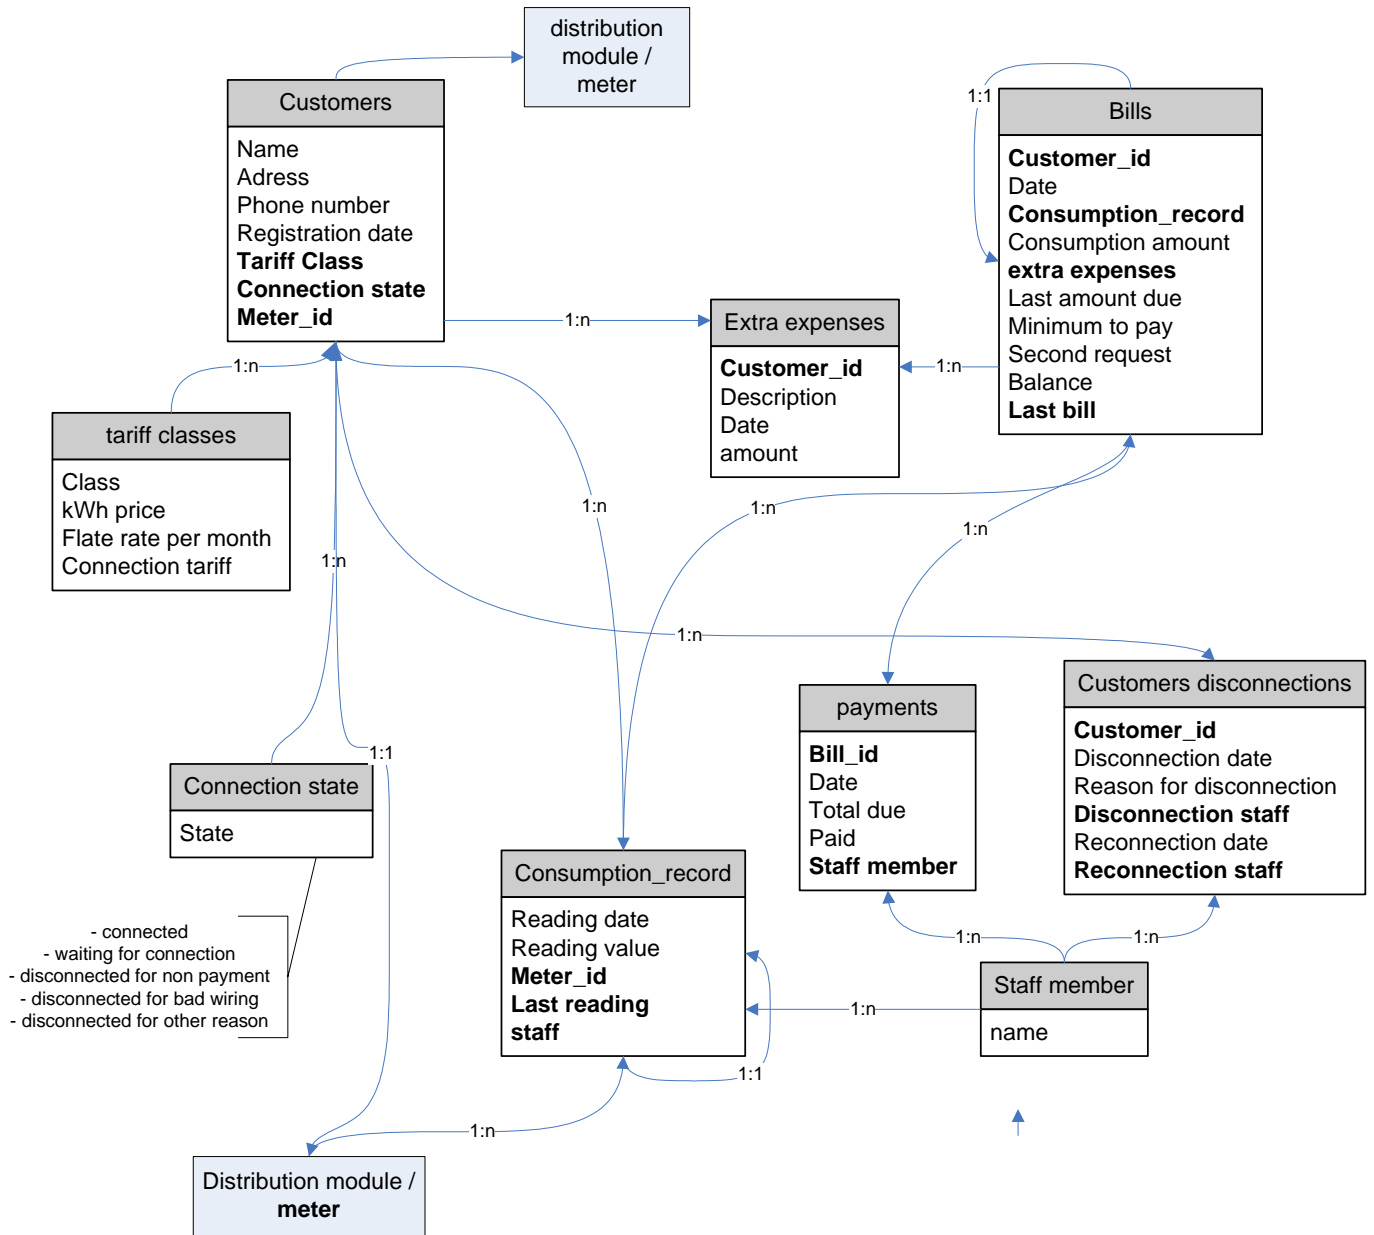 distribution
module /
meter
Customers
Name
Adress
Phone number
Registration date
Tariff Class
Connection state
Meter_id
1:1
Bills
Customer_id
Date
Consumption_record
Consumption amount
extra expenses
Last amount due
Minimum to pay
Second request
Balance
Last bill
1:n
Extra expenses
Customer_id
Description
Date
amount
1:n
1:n
tariff classes
Class
kWh price
Flate rate per month
Connection tariff
1:n
1:n
1:n
1:n
1:n
1:1
Connection state
State
- connected
- waiting for connection
- disconnected for non payment
- disconnected for bad wiring
- disconnected for other reason
payments
Bill_id
Date
Total due
Paid
Staff member
Customers disconnections
Customer_id
Disconnection date
Reason for disconnection
Disconnection staff
Reconnection date
Reconnection staff
Consumption_record
Reading date
Reading value
Meter_id
Last reading
staff
1:n
1:n
1:n
Staff member
name
1:1
1:n
Distribution module /
meter